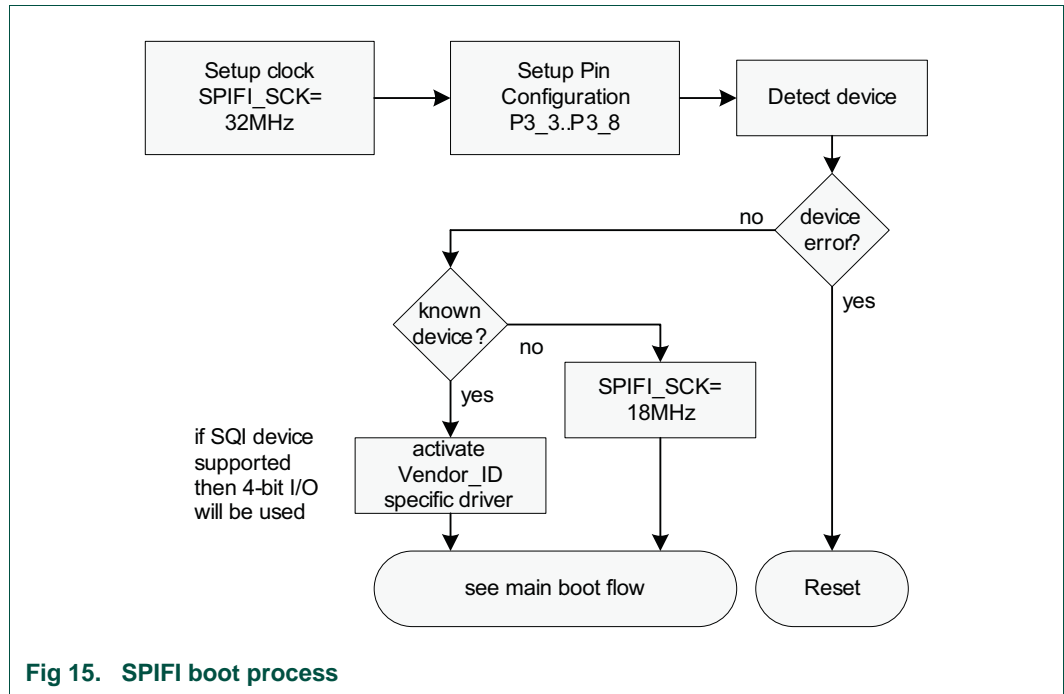 Setup clock
SPIFI_SCK=
32MHz
Setup Pin
Configuration
P3_3..P3_8
Detect device
device
error?
no
yes
known
device?
no
yes
SPIFI_SCK=
18MHz
if SQI device
supported
then 4-bit I/O
will be used
activate
Vendor_ID
specific driver
see main boot flow
Reset
Fig 15. SPIFI boot process